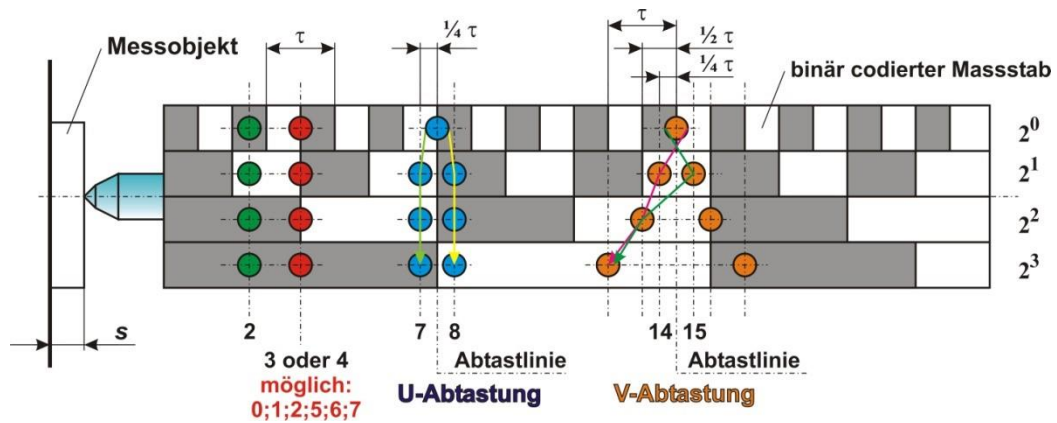 τ
¼ τ
τ
½ τ
¼ τ
Messobjekt
binär codierter Massstab
2⁰
2¹
2²
2³
s
2
7
8
14
15
3 oder 4
möglich:
0;1;2;5;6;7
Abtastlinie
U-Abtastung
Abtastlinie
V-Abtastung